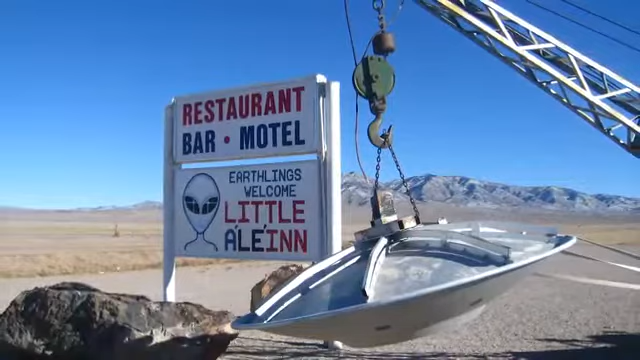 RESTAURANT
BAR • MOTEL
EARTHLINGS
WELCOME
LITTLE
A'LE'INN